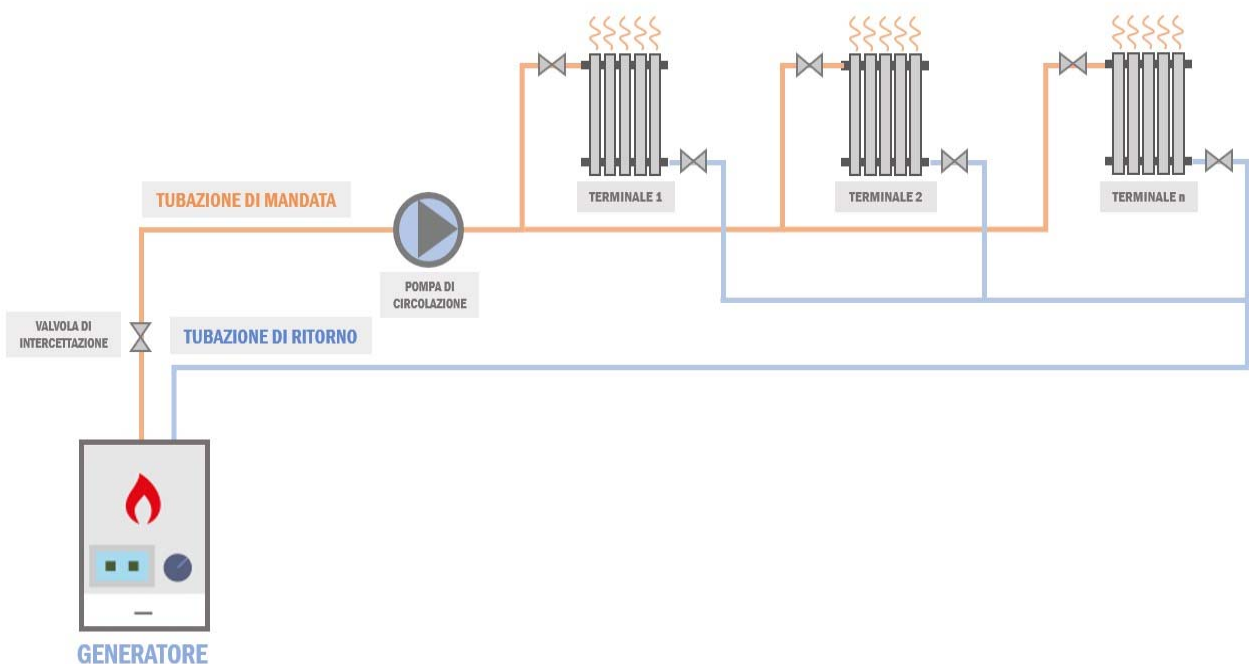 TERMINALE 1
TERMINALE 2
TERMINALE n
TUBAZIONE DI MANDATA
POMPA DI
CIRCOLAZIONE
VALVOLA DI
INTERCETTAZIONE
TUBAZIONE DI RITORNO
GENERATORE